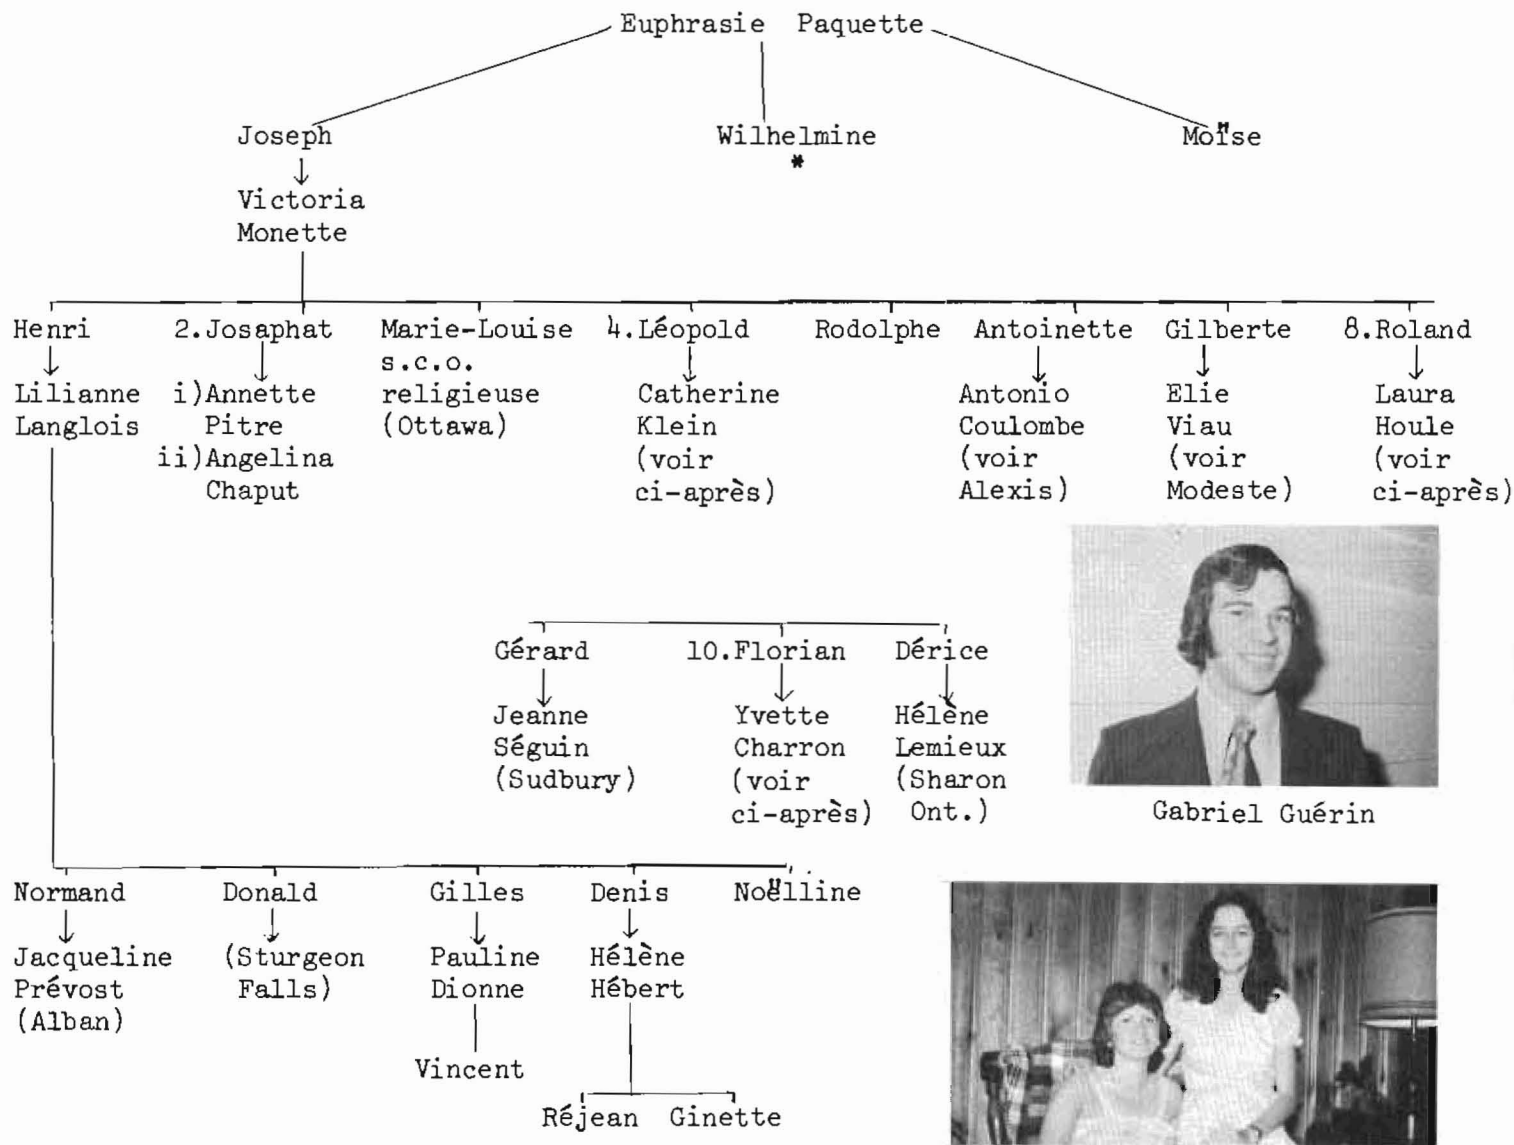 Euphrasie Paquette
Joseph Wilhelmine Moïse
*
Victoria
Monette
Henri 2.Josaphat Marie-Louise 4.Léopold Rodolphe Antoinette Gilberte 8.Roland
s.c.o.
Lilianne i)Annette religieuse Catherine Antonio Elie Laura
Langlois Pitre (Ottawa) Klein Coulombe Viau Houle
ii)Angelina (voir (voir (voir (voir
Chaput ci-après) Alexis) Modeste) ci-après)
Gérard 10.Florian Dérice
Jeanne Yvette Hélène
Séguin Charron Lemieux
(Sudbury) (voir (Sharon
ci-après) Ont.)
Gabriel Guérin
Normand Donald Gilles Denis Noëlline
Jacqueline (Sturgeon Pauline Hélène
Prévost Falls) Dionne Hébert
(Alban)
Vincent
Réjean Ginette